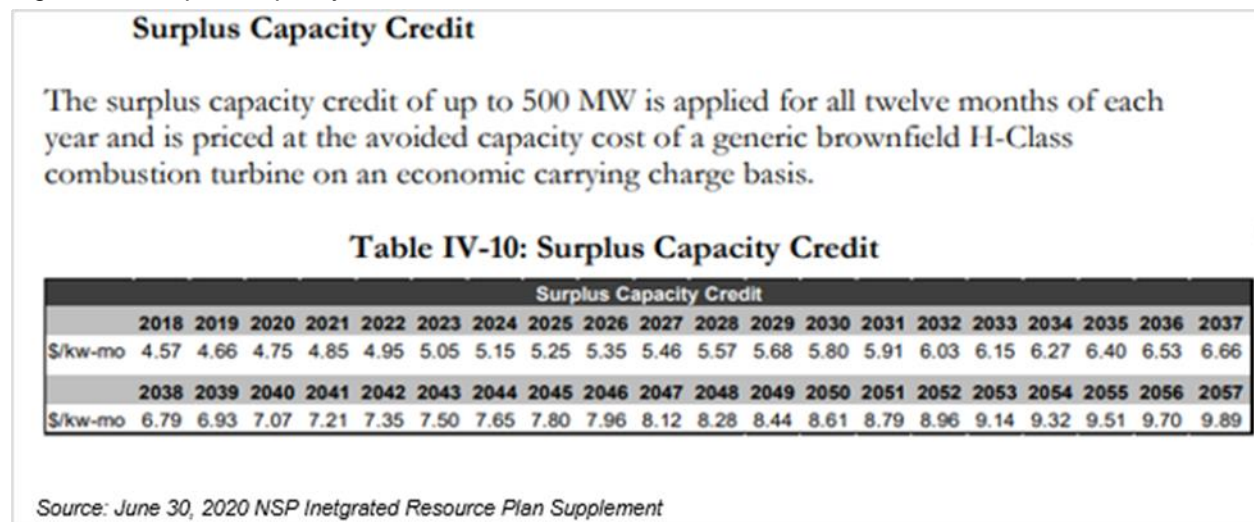 Surplus Capacity Credit
The surplus capacity credit of up to 500 MW is applied for all twelve months of each
year and is priced at the avoided capacity cost of a generic brownfield H-Class
combustion turbine on an economic carrying charge basis.
Table IV-10: Surplus Capacity Credit
Surplus Capacity Credit
2018 2019 2020 2021 2022 2023 2024 2025 2026 2027 2028 2029 2030 2031 2032 2033 2034 2035 2036 2037
$/kw-mo 4.57 4.66 4.75 4.85 4.95 5.05 5.15 5.25 5.35 5.46 5.57 5.68 5.80 5.91 6.03 6.15 6.27 6.40 6.53 6.66
2038 2039 2040 2041 2042 2043 2044 2045 2046 2047 2048 2049 2050 2051 2052 2053 2054 2055 2056 2057
$/kw-mo 6.79 6.93 7.07 7.21 7.35 7.50 7.65 7.80 7.96 8.12 8.28 8.44 8.61 8.79 8.96 9.14 9.32 9.51 9.70 9.89
Source: June 30, 2020 NSP Inetgrated Resource Plan Supplement